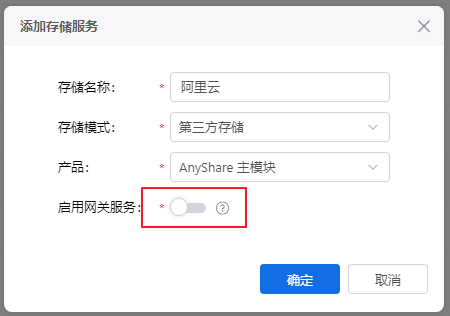 添加存储服务
存储名称： * 阿里云
存储模式： * 第三方存储
产品： * AnyShare 主模块
启用网关服务： * ?
确定 取消